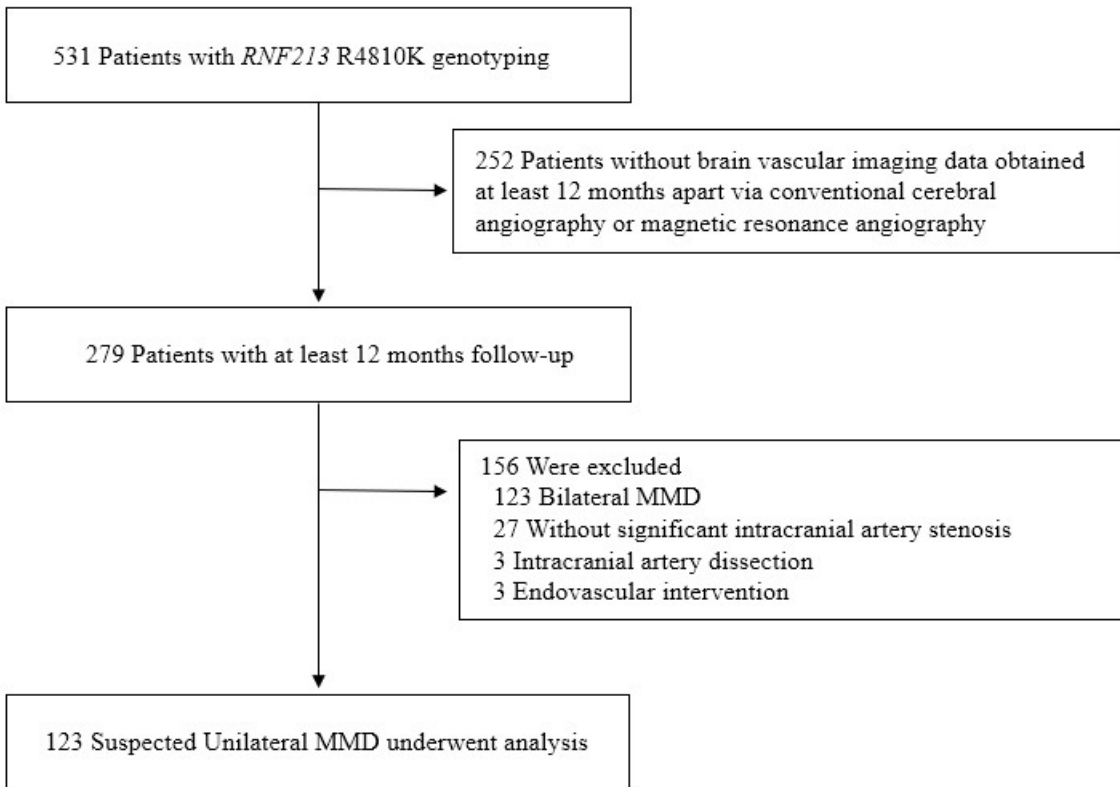 531 Patients with RNF213 R4810K genotyping
252 Patients without brain vascular imaging data obtained
at least 12 months apart via conventional cerebral
angiography or magnetic resonance angiography
279 Patients with at least 12 months follow-up
156 Were excluded
123 Bilateral MMD
27 Without significant intracranial artery stenosis
3 Intracranial artery dissection
3 Endovascular intervention
123 Suspected Unilateral MMD underwent analysis